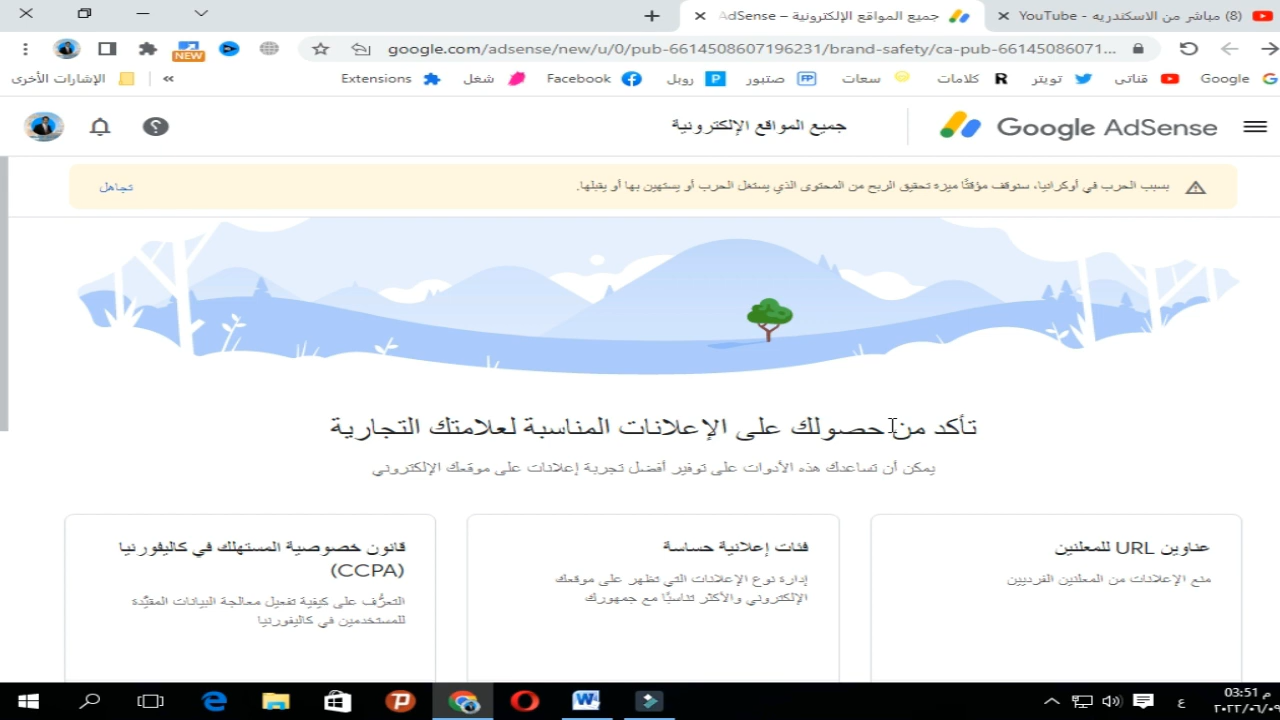 (8) مباشر من الاسكندريه - YouTube
جميع المواقع الإلكترونية – AdSense
google.com/adsense/new/u/0/pub-6614508607196231/brand-safety/ca-pub-66145086071...
NEW
Google
قناتى
تويتر
كلامات
سعات
صتبور
روبل
Facebook
شغل
Extensions
»
الإشارات الأخرى
Google AdSense
جميع المواقع الإلكترونية
بسبب الحرب في أوكرانيا، سنوقف مؤقتًا ميزة تحقيق الربح من المحتوى الذي يستغل الحرب أو يستهين بها أو يقبلها.
تجاهل
تأكد من حصولك على الإعلانات المناسبة لعلامتك التجارية
يمكن أن تساعدك هذه الأدوات على توفير أفضل تجربة إعلانات على موقعك الإلكتروني
عناوين URL للمعلنين
منع الإعلانات من المعلنين الفرديين
فئات إعلانية حساسة
إدارة نوع الإعلانات التي تظهر على موقعك
الإلكتروني والأكثر تناسبًا مع جمهورك
قانون خصوصية المستهلك في كاليفورنيا
(CCPA)
التعرُّف على كيفية تفعيل معالجة البيانات المقيَّدة
للمستخدمين في كاليفورنيا
ع
03:51 م